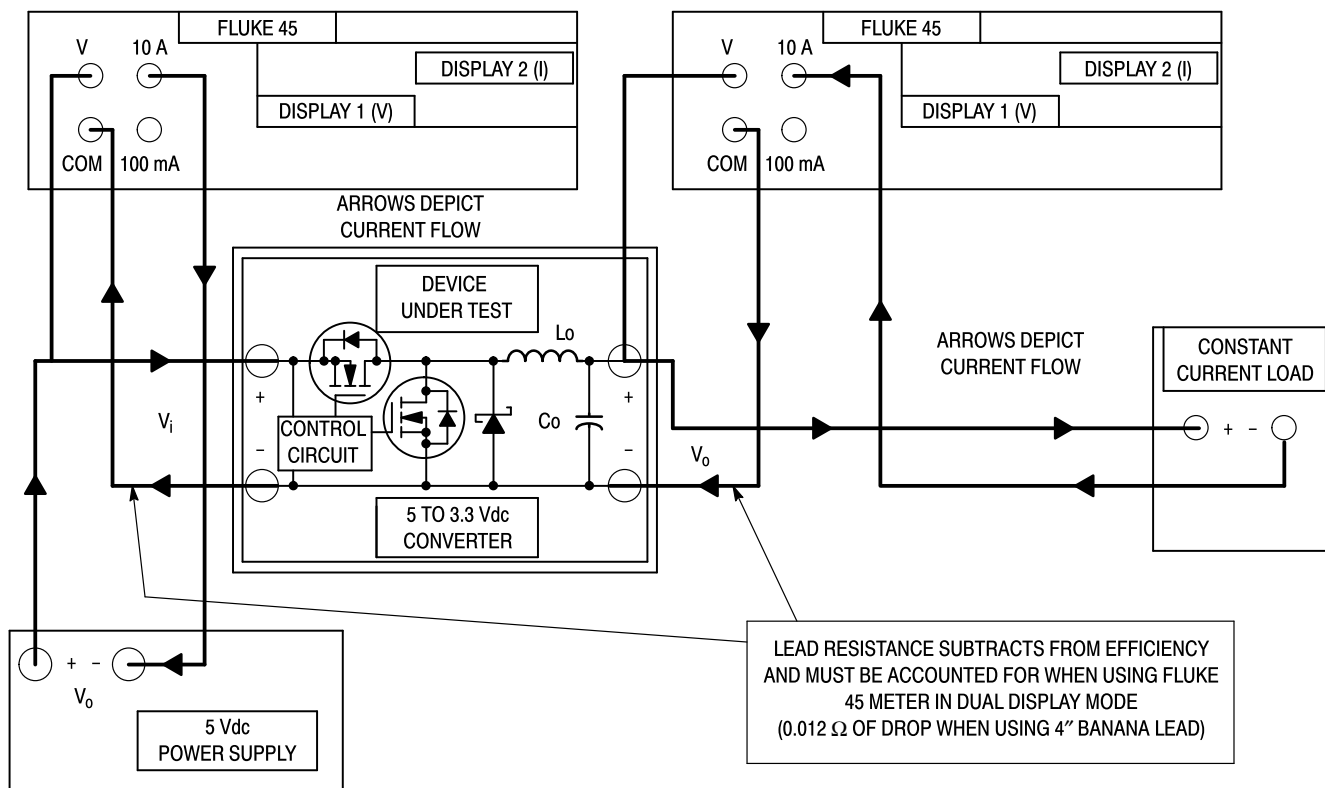 FLUKE 45
V
10 A
DISPLAY 2 (I)
DISPLAY 1 (V)
COM
100 mA
FLUKE 45
V
10 A
DISPLAY 2 (I)
DISPLAY 1 (V)
COM
100 mA
ARROWS DEPICT
CURRENT FLOW
DEVICE
UNDER TEST
Lo
+
+
Vi
CONTROL
CIRCUIT
Co
–
–
Vo
5 TO 3.3 Vdc
CONVERTER
ARROWS DEPICT
CURRENT FLOW
CONSTANT
CURRENT LOAD
+ –
+ –
Vo
5 Vdc
POWER SUPPLY
LEAD RESISTANCE SUBTRACTS FROM EFFICIENCY
AND MUST BE ACCOUNTED FOR WHEN USING FLUKE
45 METER IN DUAL DISPLAY MODE
(0.012 Ω OF DROP WHEN USING 4″ BANANA LEAD)